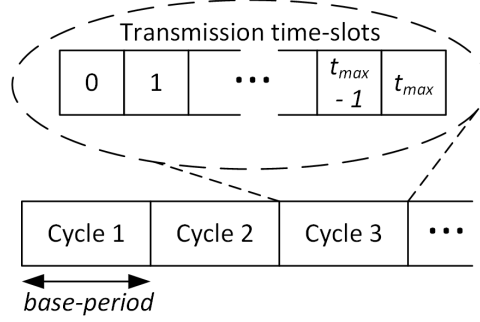 Transmission time-slots
0 1 ... t_max - 1 t_max
Cycle 1 Cycle 2 Cycle 3 ...
base-period